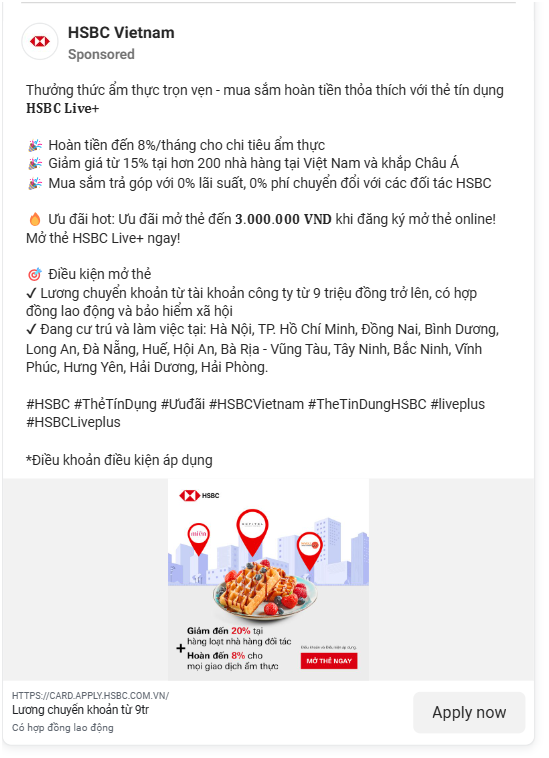 HSBC Vietnam
Sponsored
Thưởng thức ẩm thực trọn vẹn - mua sắm hoàn tiền thỏa thích với thẻ tín dụng
HSBC Live+
🎉 Hoàn tiền đến 8%/tháng cho chi tiêu ẩm thực
🎉 Giảm giá từ 15% tại hơn 200 nhà hàng tại Việt Nam và khắp Châu Á
🎉 Mua sắm trả góp với 0% lãi suất, 0% phí chuyển đổi với các đối tác HSBC
🔥 Ưu đãi hot: Ưu đãi mở thẻ đến 3.000.000 VND khi đăng ký mở thẻ online!
Mở thẻ HSBC Live+ ngay!
🎯 Điều kiện mở thẻ
✓ Lương chuyển khoản từ tài khoản công ty từ 9 triệu đồng trở lên, có hợp
đồng lao động và bảo hiểm xã hội
✓ Đang cư trú và làm việc tại: Hà Nội, TP. Hồ Chí Minh, Đồng Nai, Bình Dương,
Long An, Đà Nẵng, Huế, Hội An, Bà Rịa - Vũng Tàu, Tây Ninh, Bắc Ninh, Vĩnh
Phúc, Hưng Yên, Hải Dương, Hải Phòng.
#HSBC #ThẻTínDụng #Ưuđãi #HSBCVietnam #TheTinDungHSBC #liveplus
#HSBCLiveplus
*Điều khoản điều kiện áp dụng
HSBC
Giảm đến 20% tại
hàng loạt nhà hàng đối tác
+
Hoàn đến 8% cho
mọi giao dịch ẩm thực
Điều khoản và Điều kiện áp dụng.
MỞ THẺ NGAY
HTTPS://CARD.APPLY.HSBC.COM.VN/
Lương chuyển khoản từ 9tr
Có hợp đồng lao động
Apply now